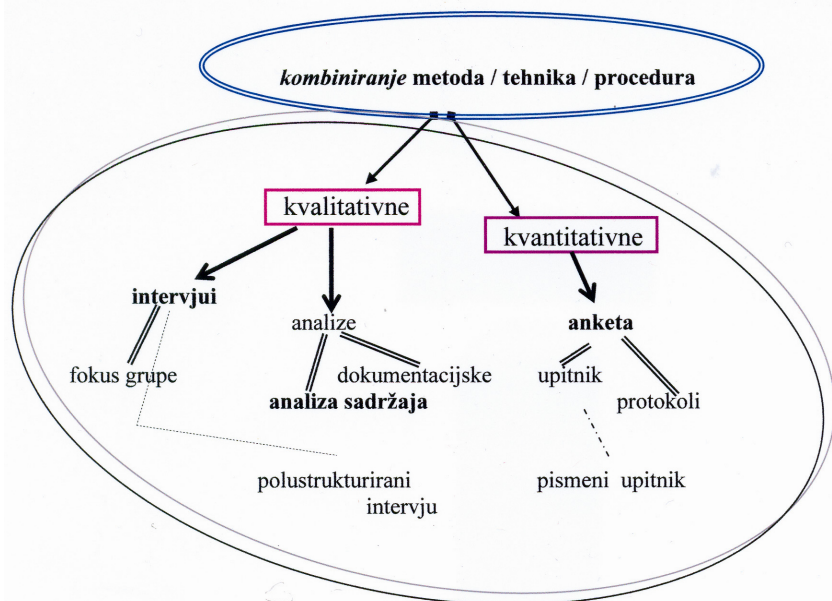 kombiniranje metoda / tehnika / procedura
kvalitativne
kvantitativne
intervjui
analize
anketa
fokus grupe
dokumentacijske
upitnik
analiza sadržaja
protokoli
polustrukturirani
intervju
pismeni upitnik